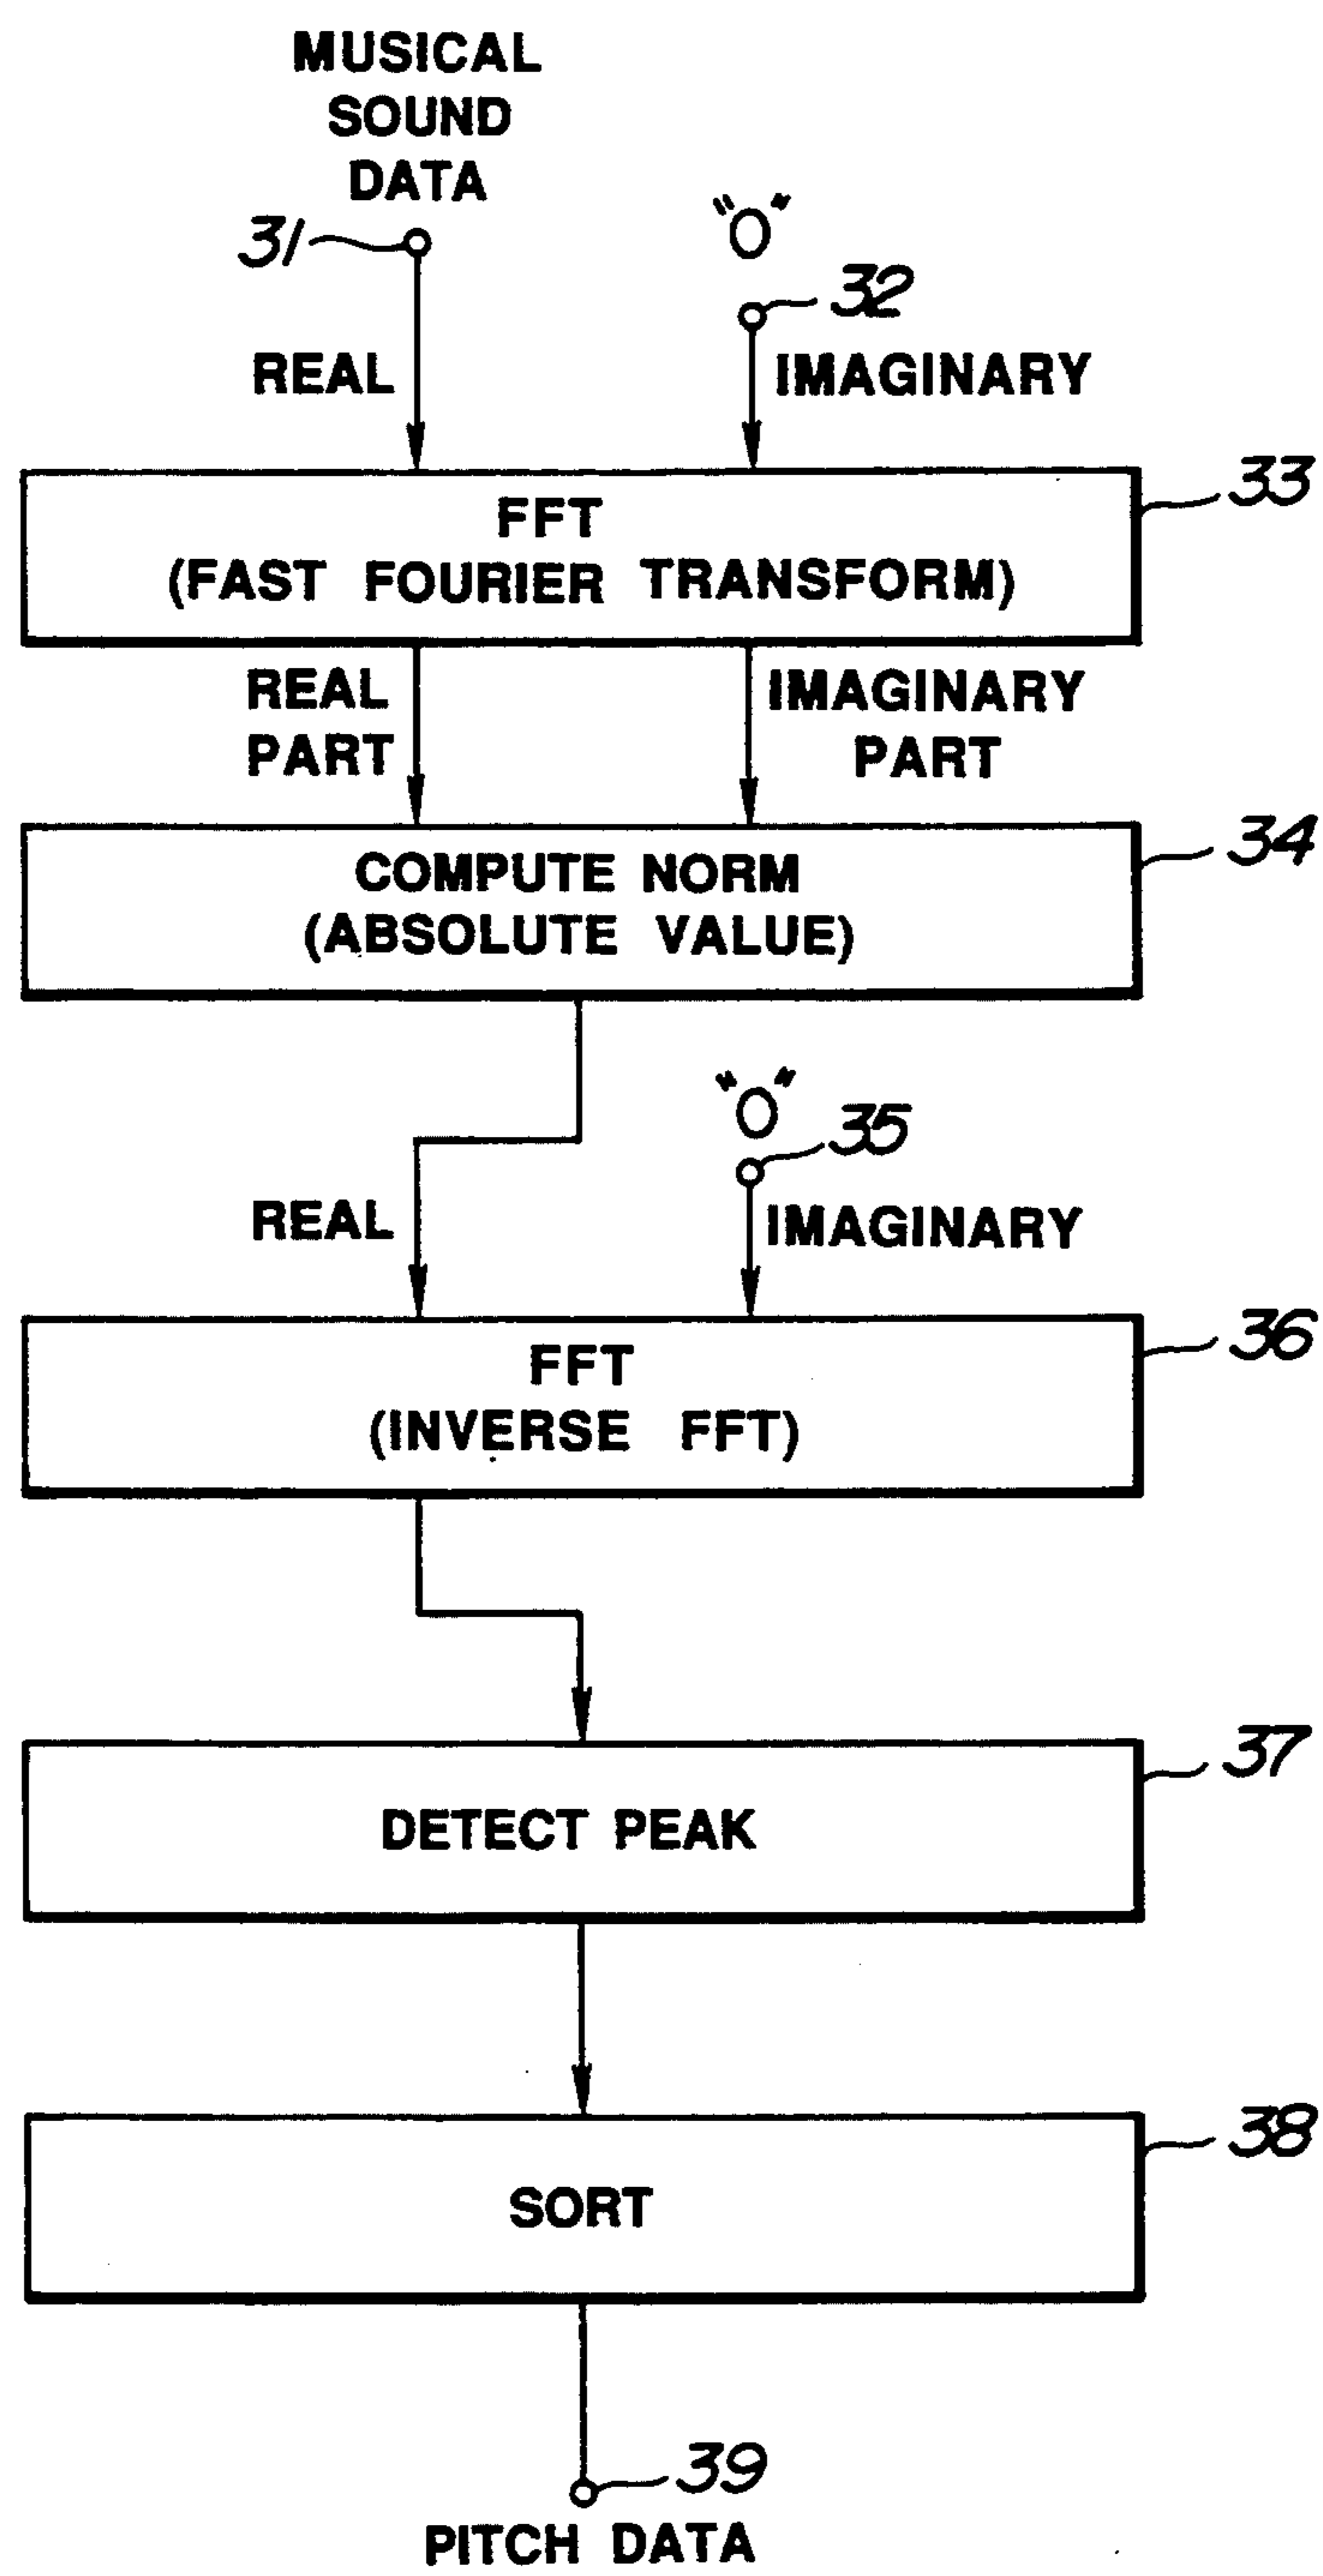 MUSICAL
SOUND
DATA
31
"0"
32
REAL
IMAGINARY
33
FFT
(FAST FOURIER TRANSFORM)
REAL
PART
IMAGINARY
PART
34
COMPUTE NORM
(ABSOLUTE VALUE)
"0"
35
REAL
IMAGINARY
36
FFT
(INVERSE FFT)
37
DETECT PEAK
38
SORT
39
PITCH DATA